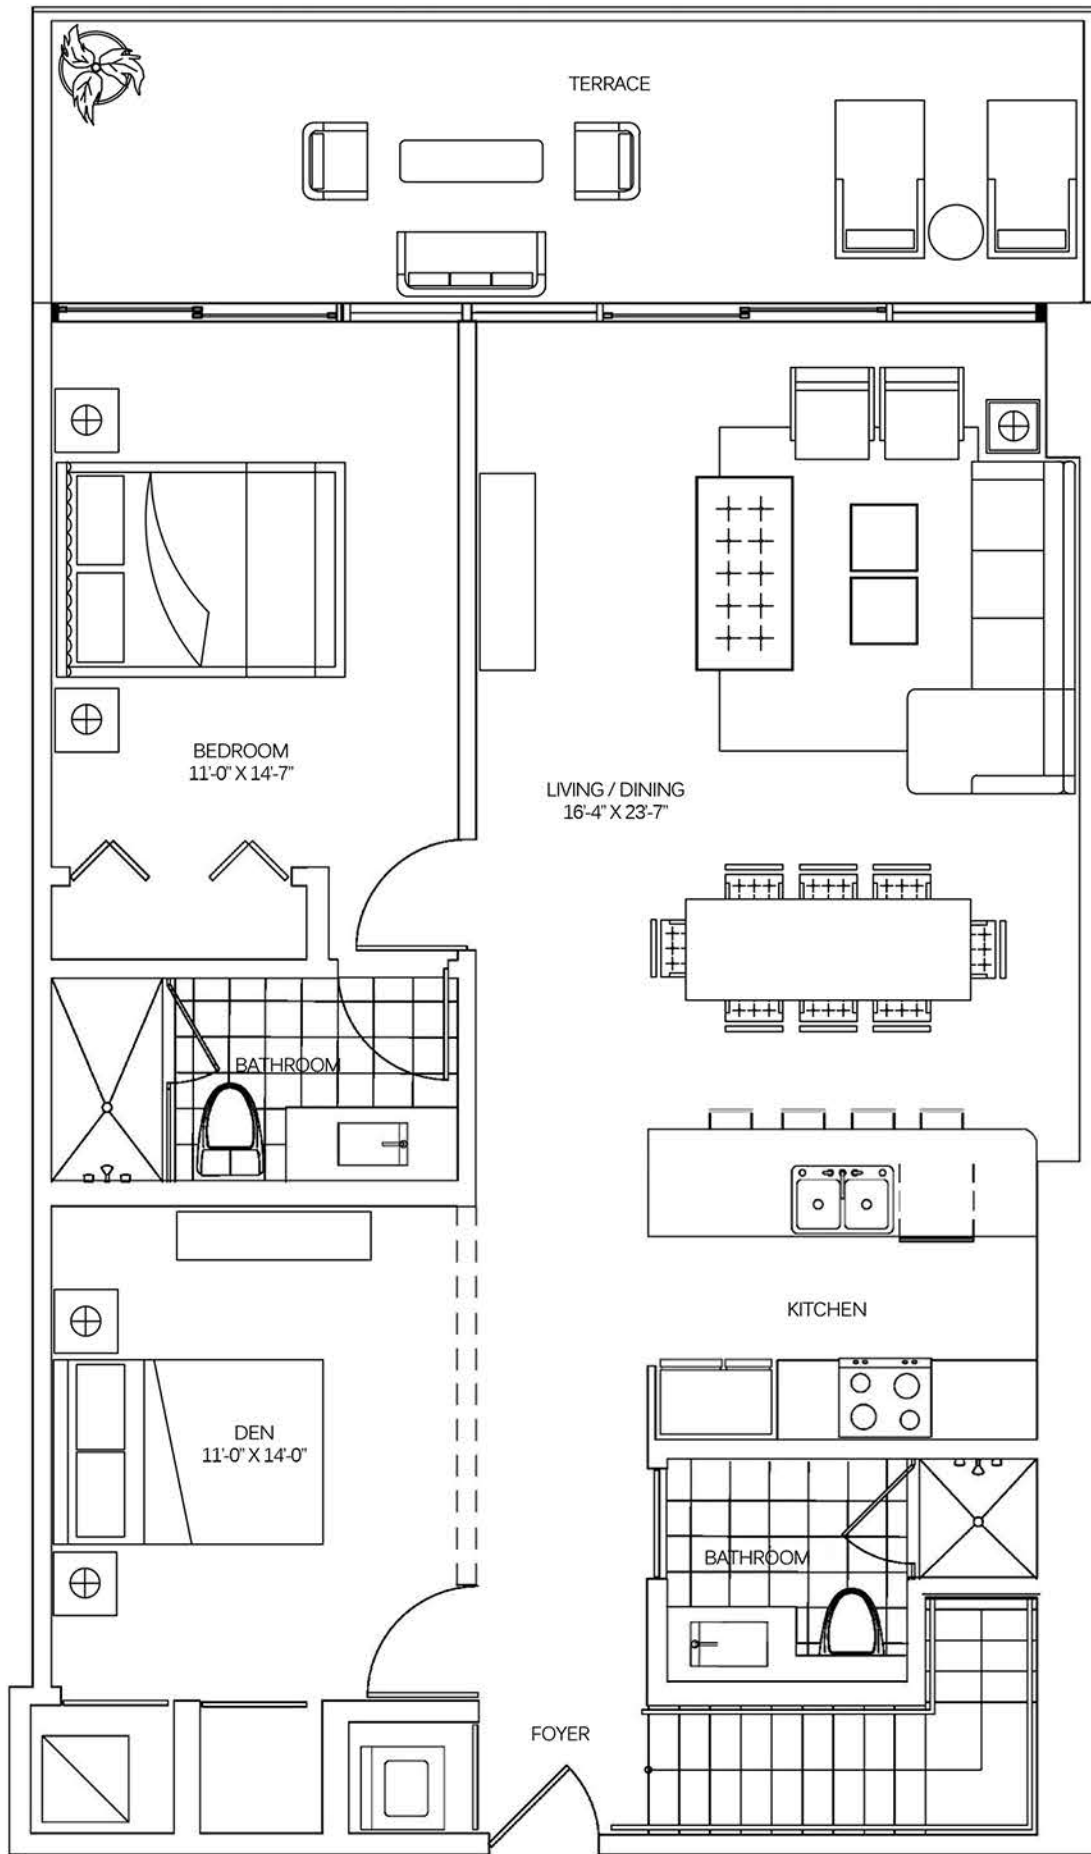 TERRACE
BEDROOM
11'-0" X 14'-7"
LIVING / DINING
16'-4" X 23'-7"
BATHROOM
KITCHEN
DEN
11'-0" X 14'-0"
BATHROOM
FOYER